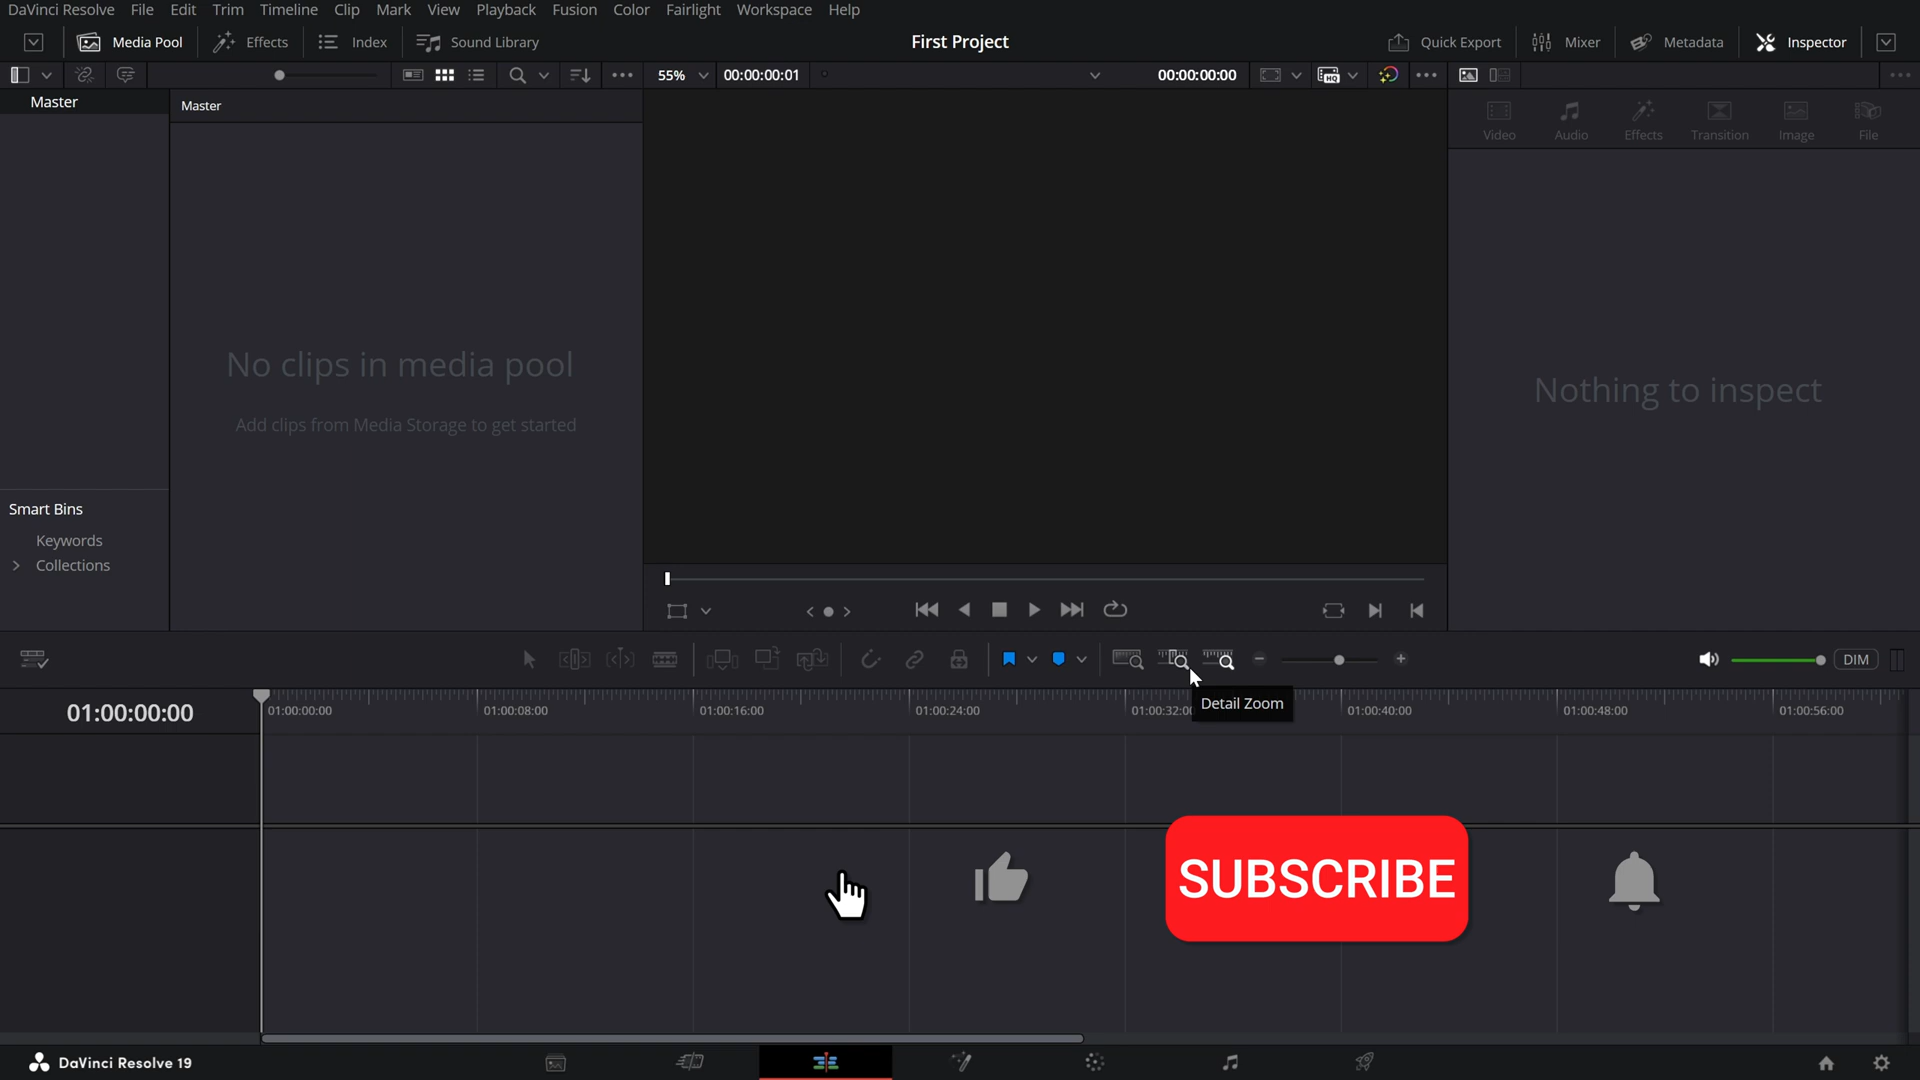 DaVinci Resolve File Edit Trim Timeline Clip Mark View Playback Fusion Color Fairlight Workspace Help
Media Pool Effects Index Sound Library First Project Quick Export Mixer Metadata Inspector
55% 00:00:00:01 00:00:00:00
Master Master
Video Audio Effects Transition Image File
No clips in media pool
Add clips from Media Storage to get started
Nothing to inspect
Smart Bins
Keywords
Collections
DIM
Detail Zoom
01:00:00:00 01:00:00:00 01:00:08:00 01:00:16:00 01:00:24:00 01:00:32:00 01:00:40:00 01:00:48:00 01:00:56:00
SUBSCRIBE
DaVinci Resolve 19